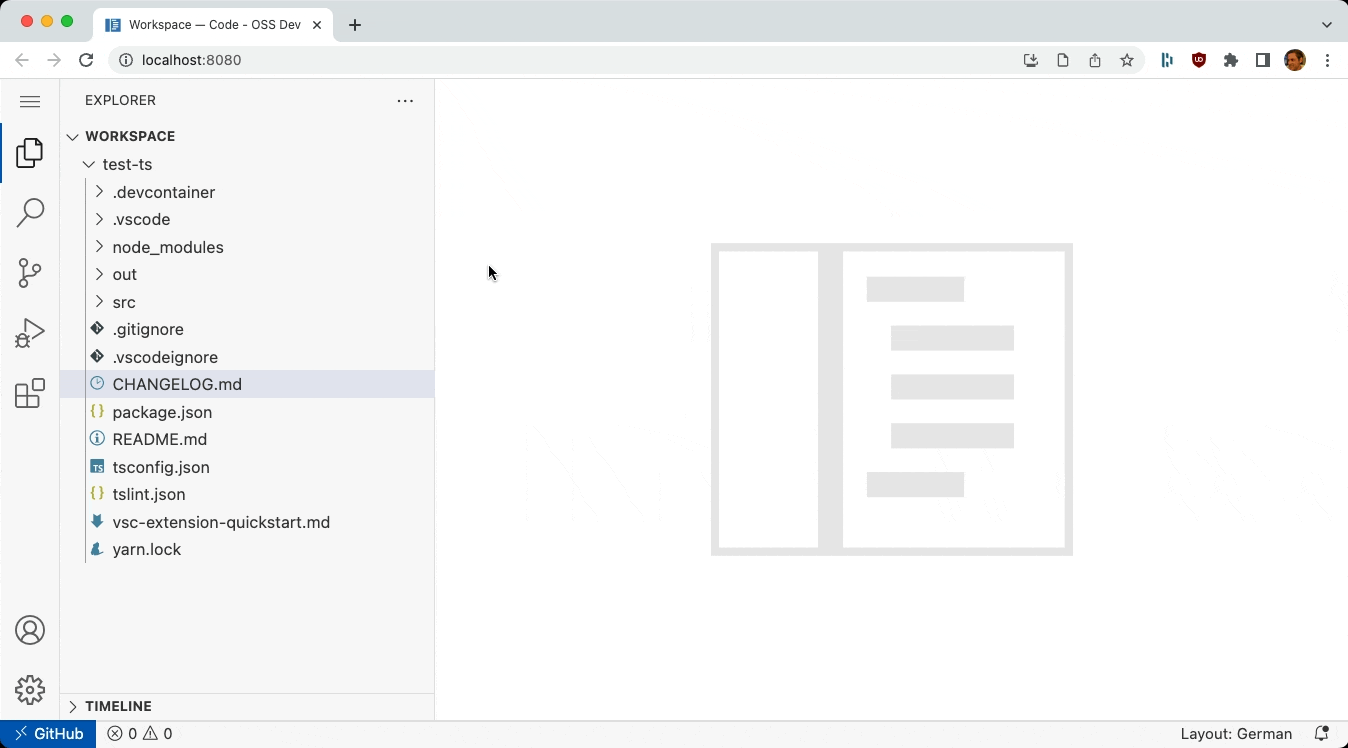 Workspace — Code - OSS Dev
localhost:8080
EXPLORER
WORKSPACE
test-ts
.devcontainer
.vscode
node_modules
out
src
.gitignore
.vscodeignore
CHANGELOG.md
package.json
README.md
TS tsconfig.json
tslint.json
vsc-extension-quickstart.md
yarn.lock
TIMELINE
GitHub 0 0 Layout: German